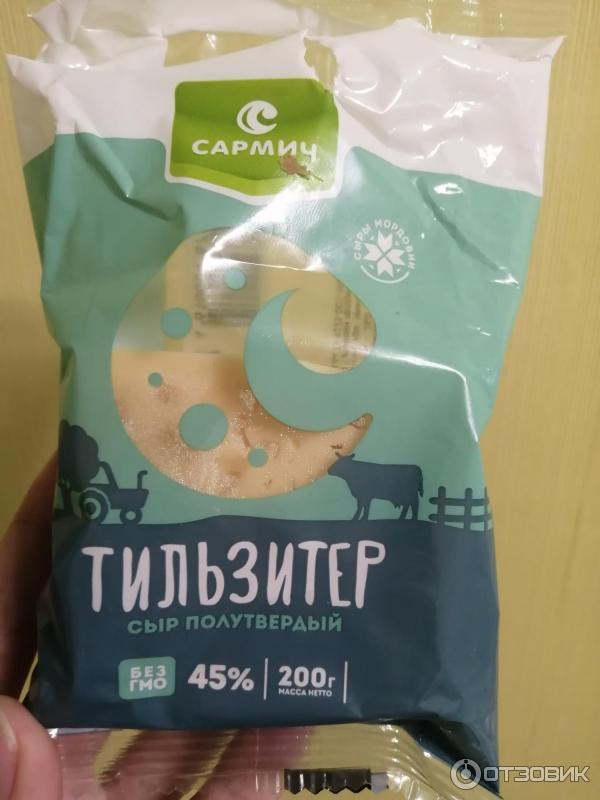 САРМИЧ
СЫРЫ МОРДОВИИ
ТИЛЬЗИТЕР
СЫР ПОЛУТВЕРДЫЙ
БЕЗ
ГМО
45%
200г
МАССА НЕТТО
ОТЗОВИК